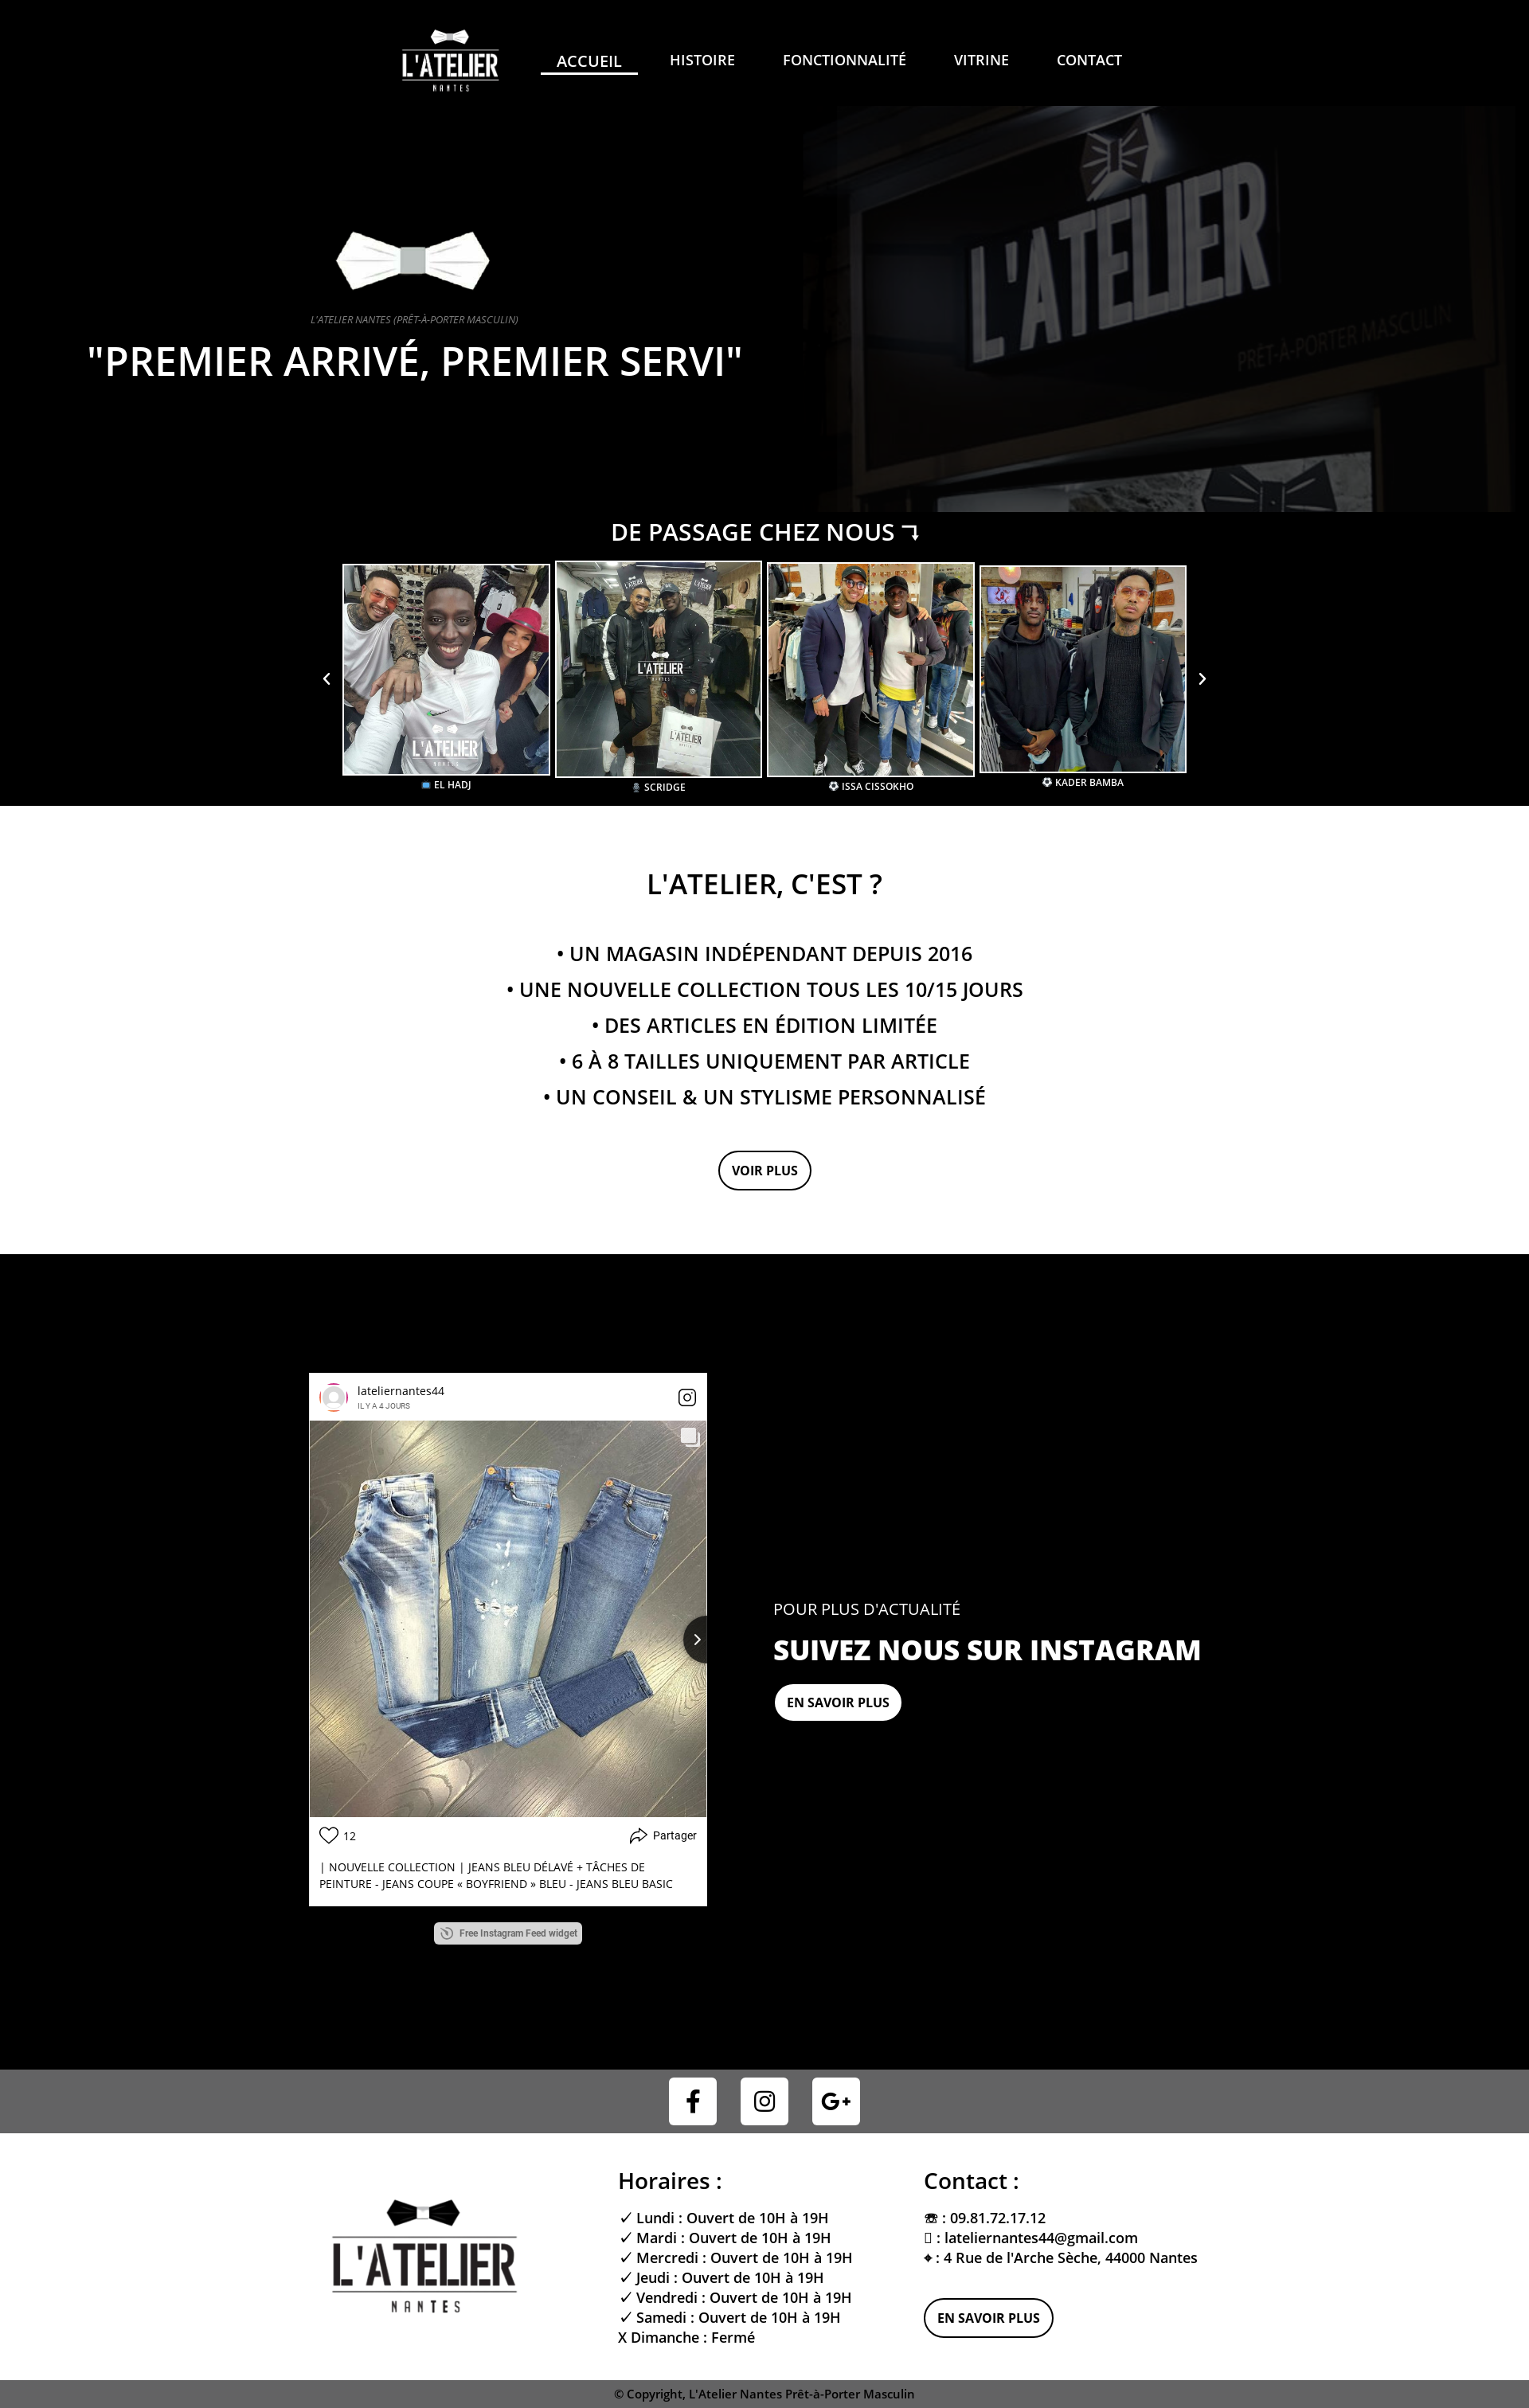 L'ATELIER
NANTES
ACCUEIL
HISTOIRE
FONCTIONNALITÉ
VITRINE
CONTACT
L'ATELIER
PRÊT-À-PORTER MASCULIN
L'ATELIER NANTES (PRÊT-À-PORTER MASCULIN)
"PREMIER ARRIVÉ, PREMIER SERVI"
DE PASSAGE CHEZ NOUS ⮧
L'ATELIER
NANTES
L'ATELIER
NANTES
L'ATELIER
📺 EL HADJ
🎙 SCRIDGE
⚽ ISSA CISSOKHO
⚽ KADER BAMBA
L'ATELIER, C'EST ?
• UN MAGASIN INDÉPENDANT DEPUIS 2016
• UNE NOUVELLE COLLECTION TOUS LES 10/15 JOURS
• DES ARTICLES EN ÉDITION LIMITÉE
• 6 À 8 TAILLES UNIQUEMENT PAR ARTICLE
• UN CONSEIL & UN STYLISME PERSONNALISÉ
VOIR PLUS
lateliernantes44
IL Y A 4 JOURS
12
Partager
| NOUVELLE COLLECTION | JEANS BLEU DÉLAVÉ + TÂCHES DE
PEINTURE - JEANS COUPE « BOYFRIEND » BLEU - JEANS BLEU BASIC
Free Instagram Feed widget
POUR PLUS D'ACTUALITÉ
SUIVEZ NOUS SUR INSTAGRAM
EN SAVOIR PLUS
L'ATELIER
NANTES
Horaires :
✓ Lundi : Ouvert de 10H à 19H
✓ Mardi : Ouvert de 10H à 19H
✓ Mercredi : Ouvert de 10H à 19H
✓ Jeudi : Ouvert de 10H à 19H
✓ Vendredi : Ouvert de 10H à 19H
✓ Samedi : Ouvert de 10H à 19H
X Dimanche : Fermé
Contact :
☏ : 09.81.72.17.12
▯ : lateliernantes44@gmail.com
⌖ : 4 Rue de l'Arche Sèche, 44000 Nantes
EN SAVOIR PLUS
© Copyright, L'Atelier Nantes Prêt-à-Porter Masculin